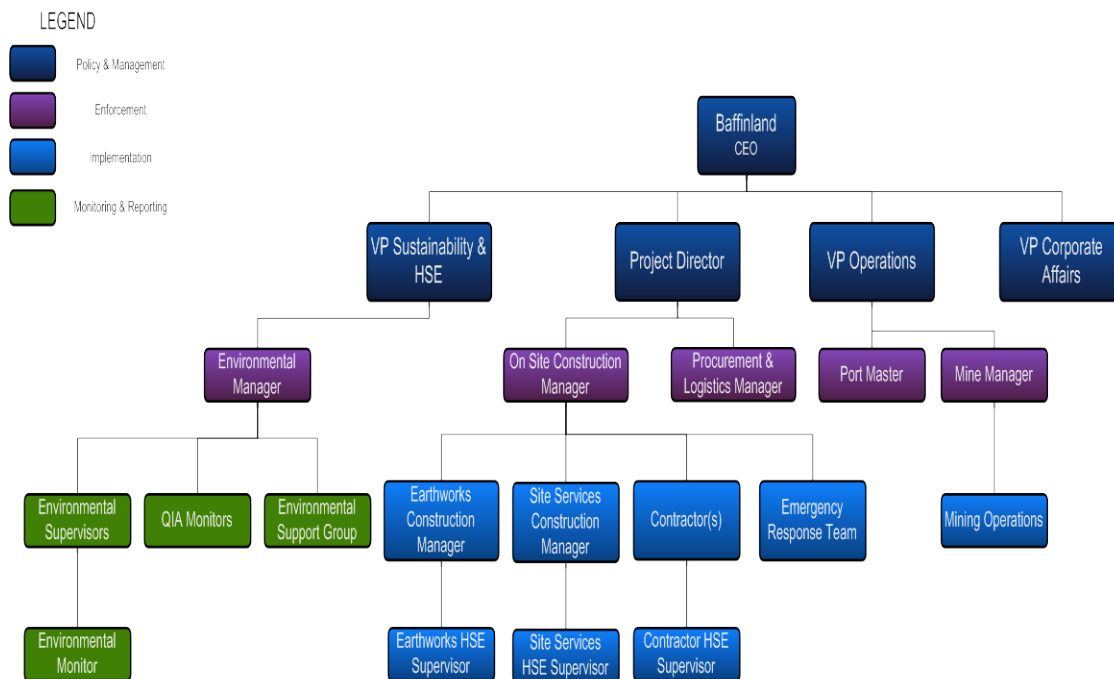 LEGEND
Policy & Management
Enforcement
Implementation
Monitoring & Reporting
Baffinland
CEO
VP Sustainability &
HSE
Project Director
VP Operations
VP Corporate
Affairs
Environmental
Manager
On Site Construction
Manager
Procurement &
Logistics Manager
Port Master
Mine Manager
Environmental
Supervisors
QIA Monitors
Environmental
Support Group
Earthworks
Construction
Manager
Site Services
Construction
Manager
Contractor(s)
Emergency
Response Team
Mining Operations
Environmental
Monitor
Earthworks HSE
Supervisor
Site Services
HSE Supervisor
Contractor HSE
Supervisor